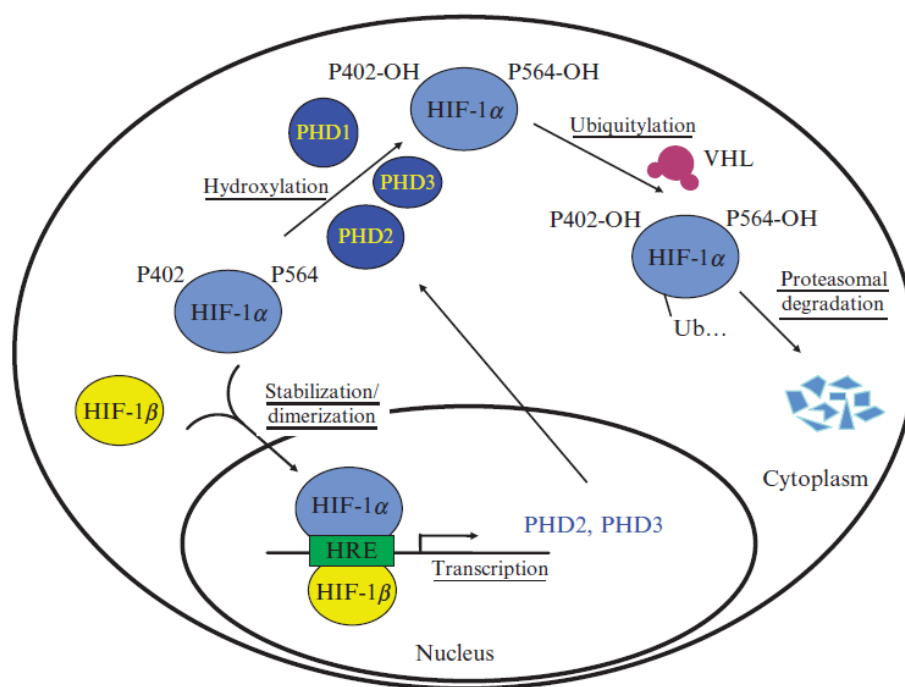 P402-OH
P564-OH
HIF-1α
PHD1
Ubiquitylation
VHL
Hydroxylation
PHD3
PHD2
P402-OH
P564-OH
HIF-1α
P402
P564
HIF-1α
Proteasomal
degradation
Ub...
HIF-1β
Stabilization/
dimerization
Cytoplasm
HIF-1α
PHD2, PHD3
HRE
Transcription
HIF-1β
Nucleus